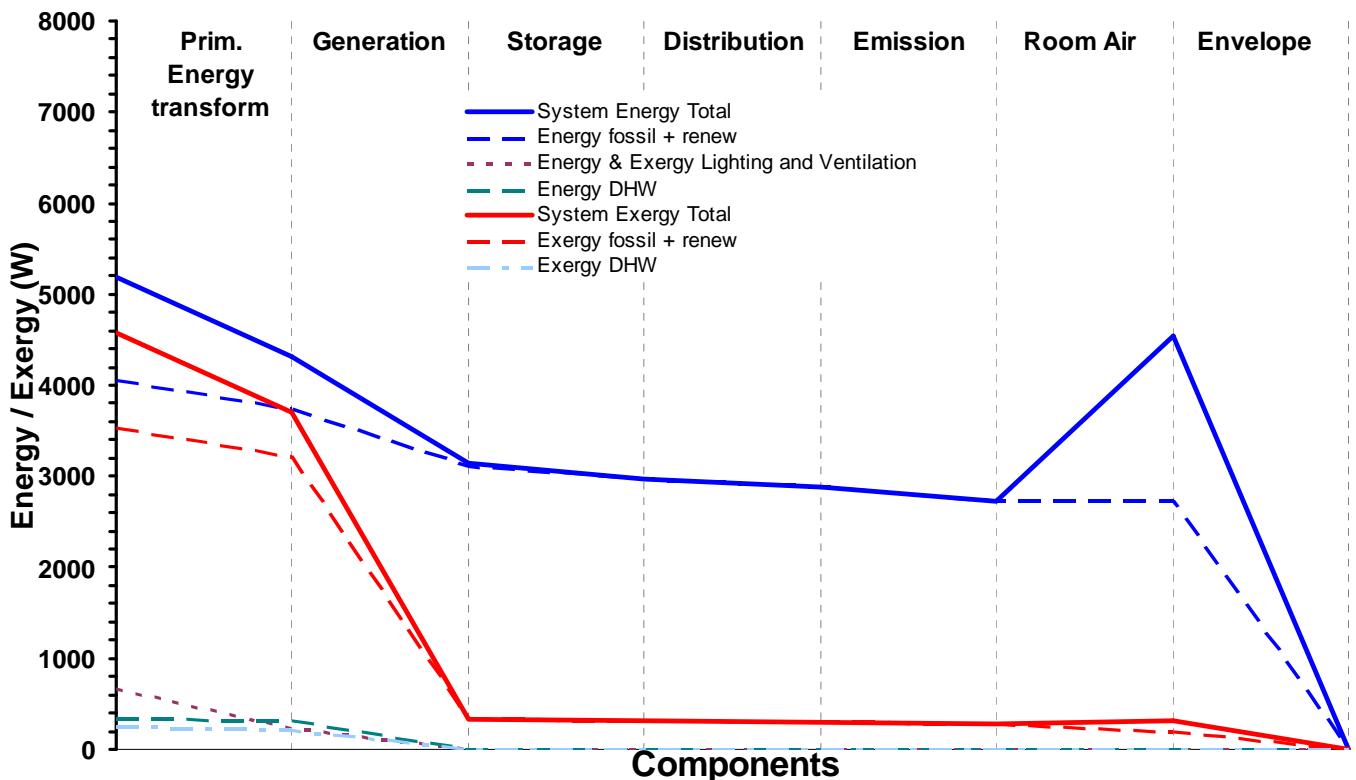 8000
7000
6000
5000
4000
3000
2000
1000
0
Energy / Exergy (W)
Prim.
Energy
transform
Generation
Storage
Distribution
Emission
Room Air
Envelope
System Energy Total
Energy fossil + renew
Energy & Exergy Lighting and Ventilation
Energy DHW
System Exergy Total
Exergy fossil + renew
Exergy DHW
Components